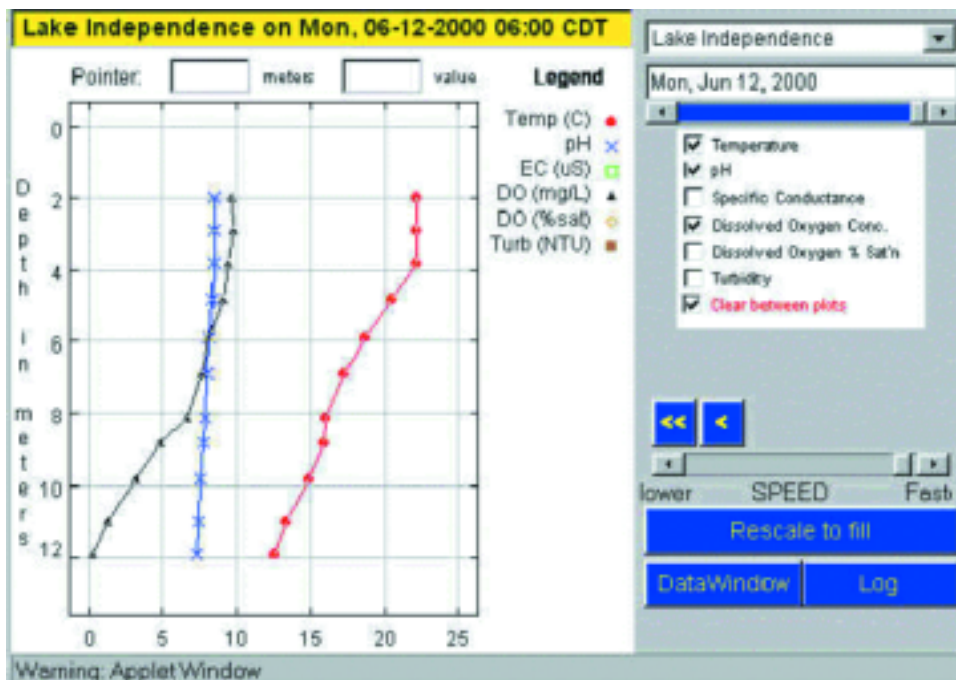 Lake Independence on Mon, 06-12-2000 06:00 CDT
Pointer: meters value Legend
Temp (C)
pH
EC (uS)
DO (mg/L)
DO (%sat)
Turb (NTU)
Depth in meters
0
2
4
6
8
10
12
0 5 10 15 20 25
Warning: Applet Window
Lake Independence
Mon, Jun 12, 2000
Temperature
pH
Specific Conductance
Dissolved Oxygen Conc.
Dissolved Oxygen % Sat'n
Turbidity
Clear between plots
<< <
lower SPEED Fast
Rescale to fill
DataWindow Log